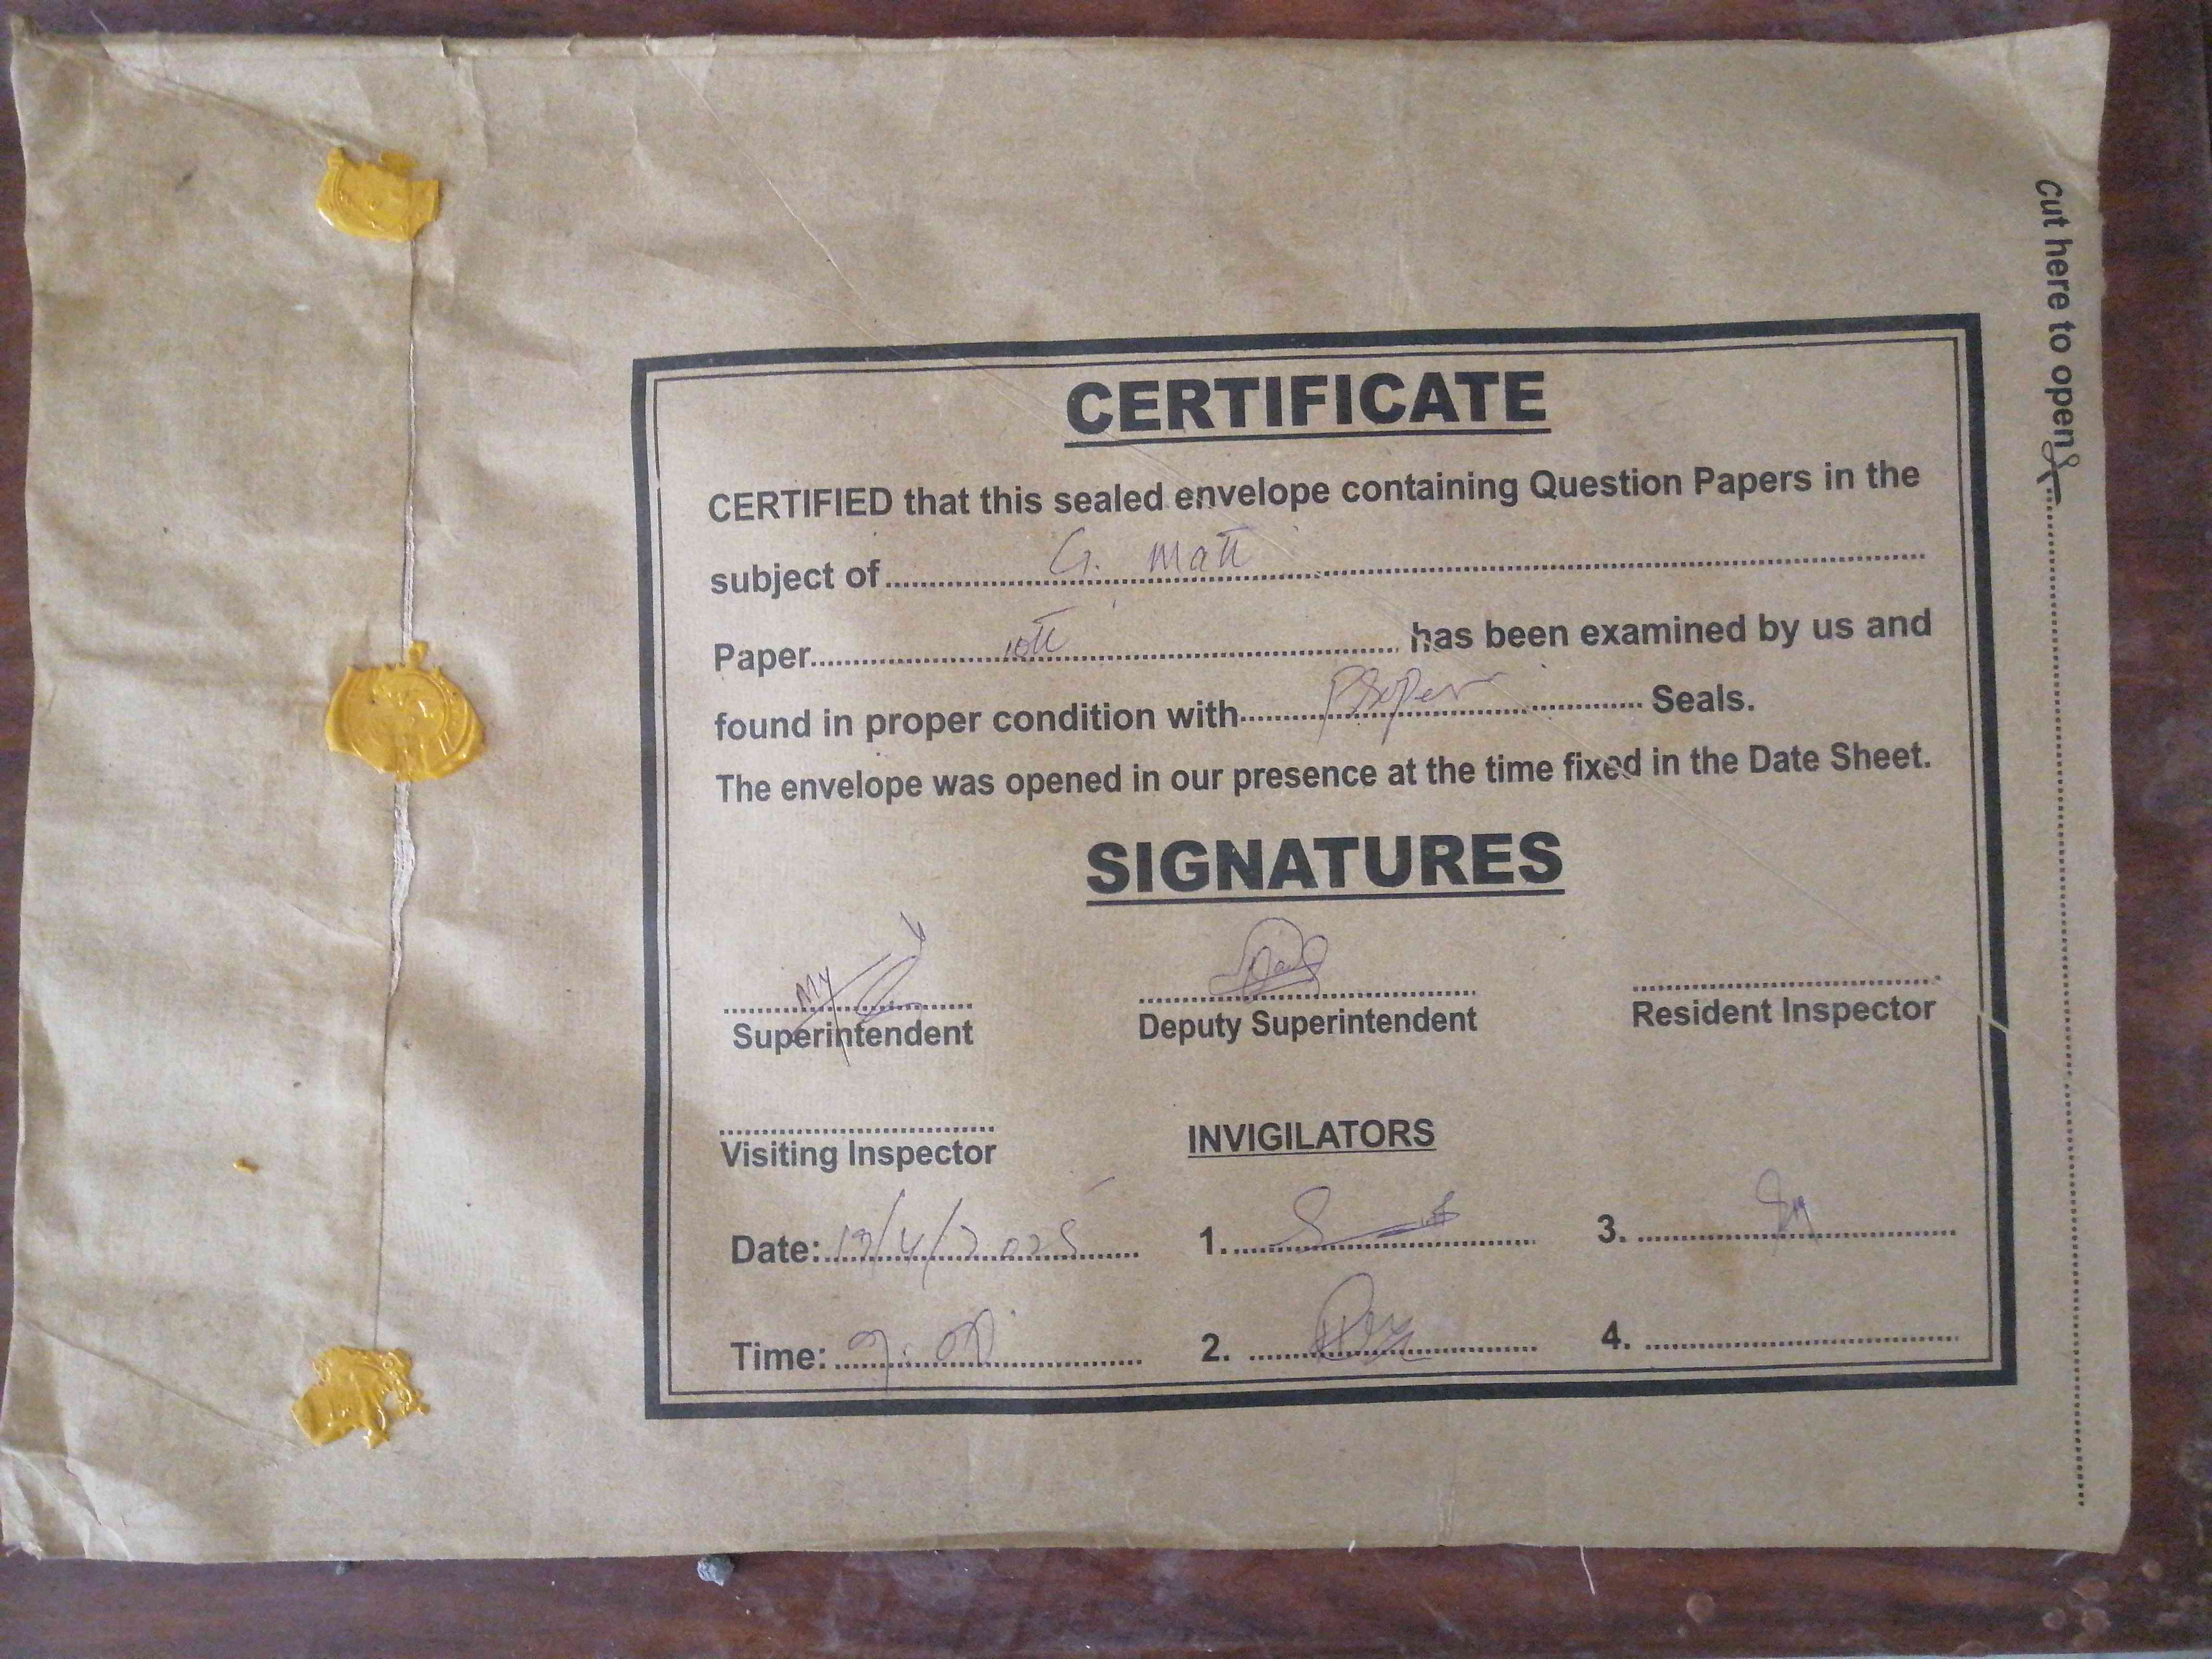 CERTIFICATE
CERTIFIED that this sealed envelope containing Question Papers in the
subject of G. Math
Paper 10th has been examined by us and
found in proper condition with Proper Seals.
The envelope was opened in our presence at the time fixed in the Date Sheet.
SIGNATURES
Superintendent Deputy Superintendent Resident Inspector
Visiting Inspector INVIGILATORS
Date: /4/2025 1. 3.
Time: 9:00 2. 4.
cut here to open